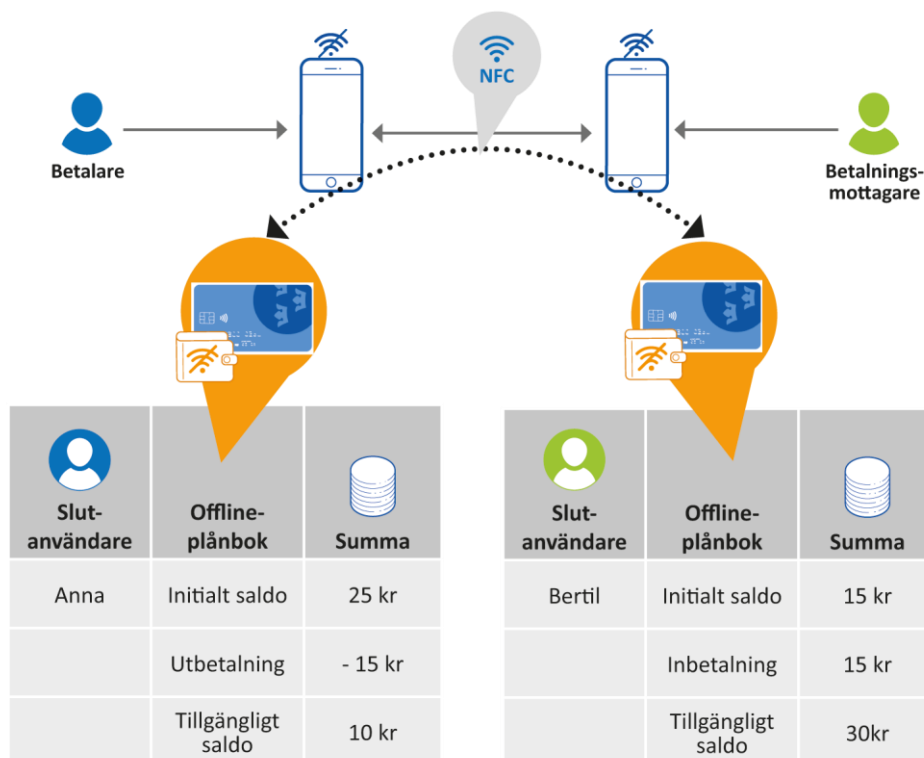 NFC
Betalare
Betalnings-
mottagare
Slut-
användare
Offline-
plånbok
Summa
Anna
Initialt saldo
25 kr
Utbetalning
- 15 kr
Tillgängligt
saldo
10 kr
Slut-
användare
Offline-
plånbok
Summa
Bertil
Initialt saldo
15 kr
Inbetalning
15 kr
Tillgängligt
saldo
30kr